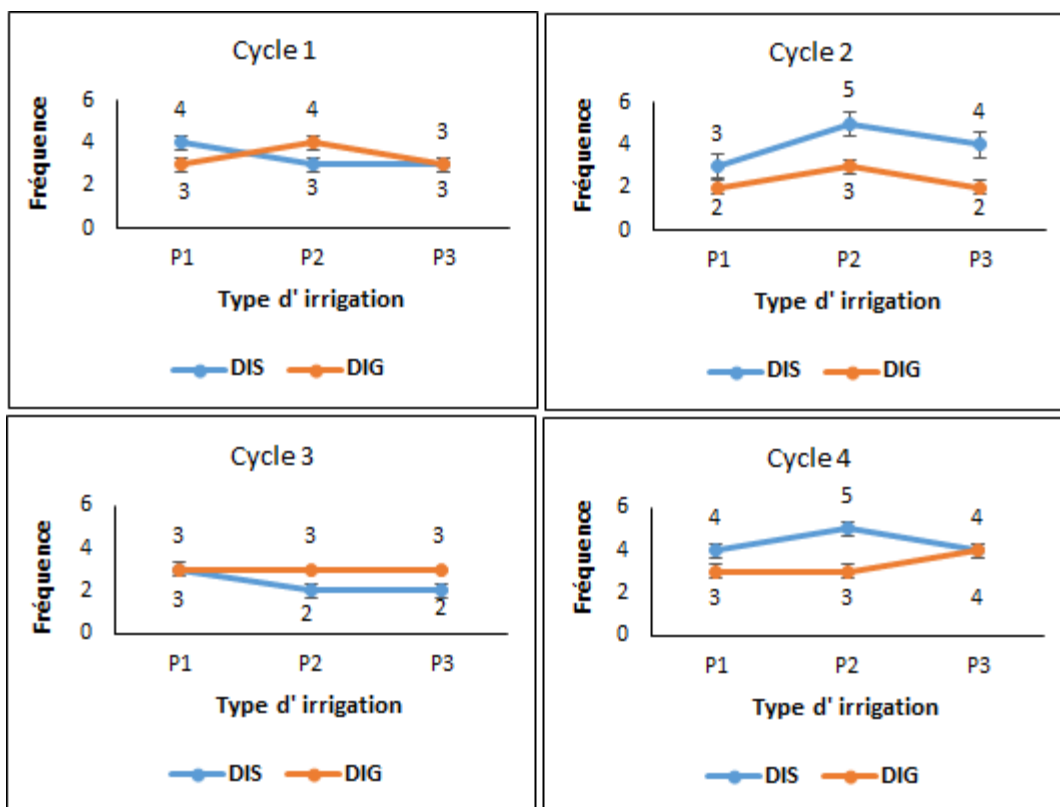 Cycle 1
6
4
2
0
Fréquence
4
4
3
3
3
3
P1 P2 P3
Type d' irrigation
DIS DIG
Cycle 2
6
4
2
0
Fréquence
3
5
4
2
3
2
P1 P2 P3
Type d' irrigation
DIS DIG
Cycle 3
6
4
2
0
Fréquence
3
3
3
3
2
2
P1 P2 P3
Type d' irrigation
DIS DIG
Cycle 4
6
4
2
0
Fréquence
4
5
4
3
3
4
P1 P2 P3
Type d' irrigation
DIS DIG